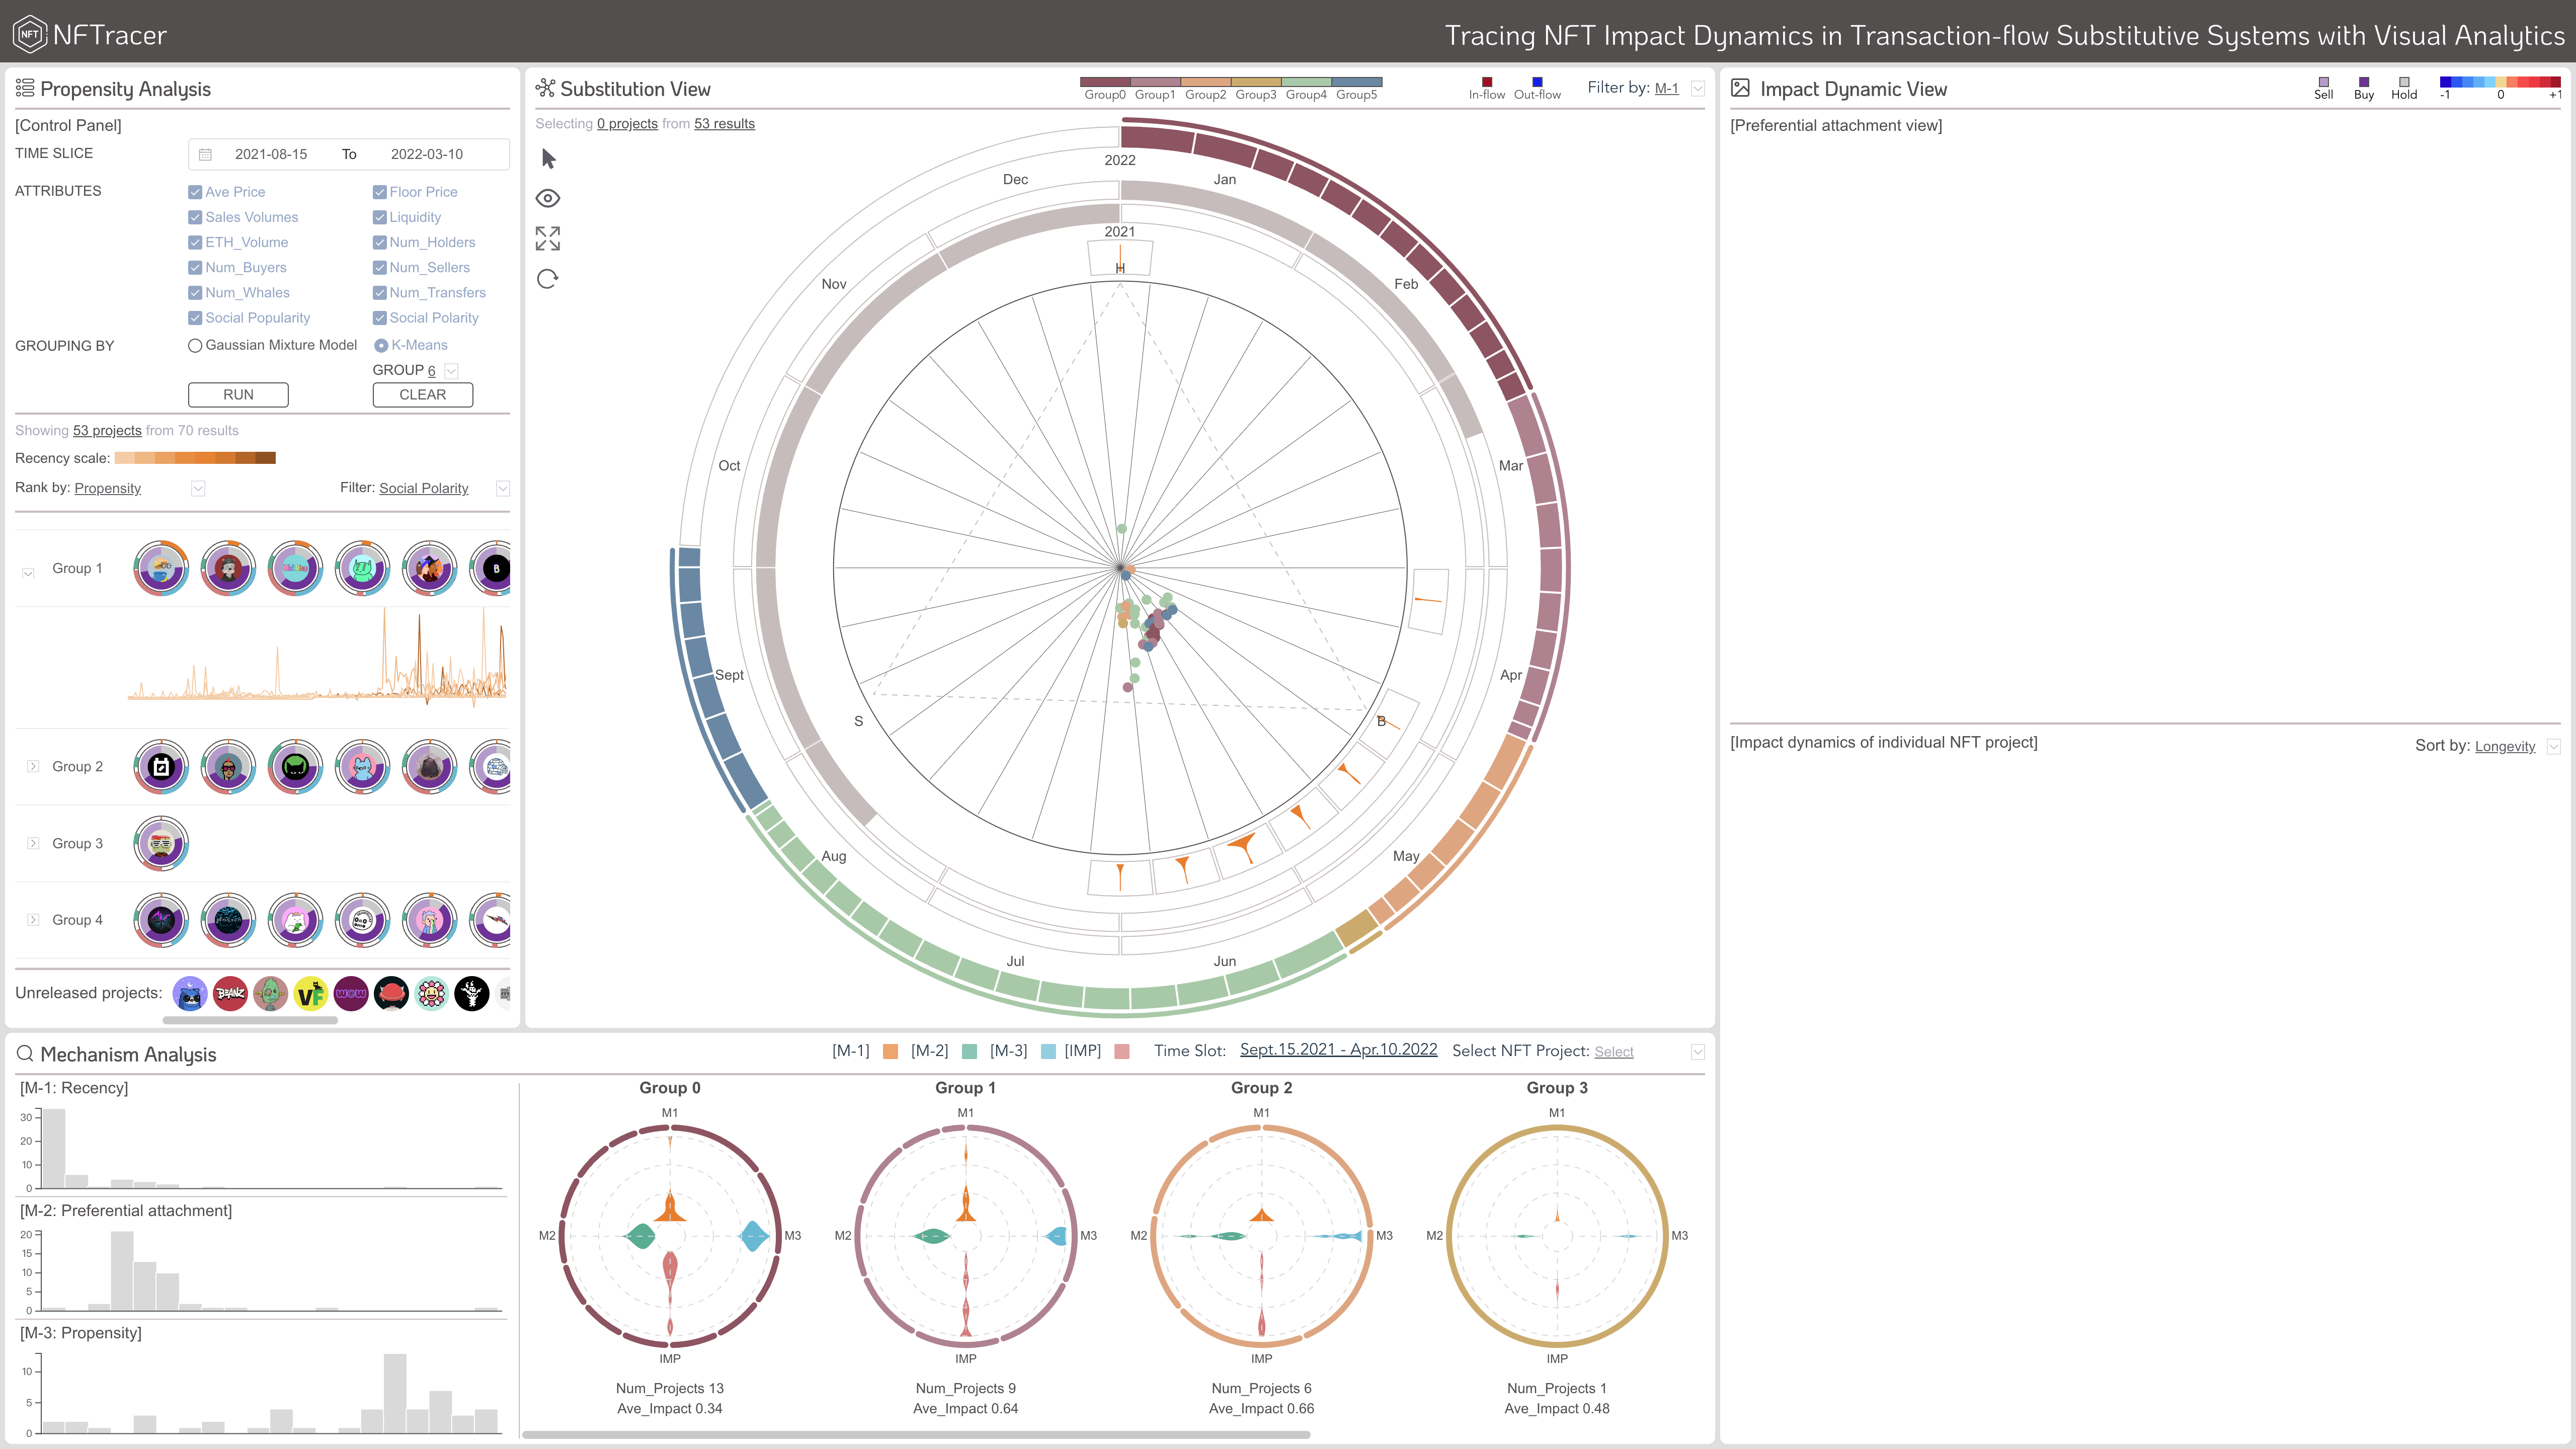 NFT NFTracer
Tracing NFT Impact Dynamics in Transaction-flow Substitutive Systems with Visual Analytics
Propensity Analysis
[Control Panel]
TIME SLICE 2021-08-15 To 2022-03-10
ATTRIBUTES Ave Price Floor Price
Sales Volumes Liquidity
ETH_Volume Num_Holders
Num_Buyers Num_Sellers
Num_Whales Num_Transfers
Social Popularity Social Polarity
GROUPING BY Gaussian Mixture Model K-Means
GROUP 6
RUN CLEAR
Showing 53 projects from 70 results
Recency scale:
Rank by: Propensity Filter: Social Polarity
Group 1
B
Group 2
Group 3
Group 4
Unreleased projects:
BEANZ VF WOW
Substitution View
Group0 Group1 Group2 Group3 Group4 Group5
In-flow Out-flow
Filter by: M-1
Selecting 0 projects from 53 results
2022
Dec Jan
2021
H
Nov Feb
Oct Mar
Sept Apr
S B
Aug May
Jul Jun
Impact Dynamic View
Sell Buy Hold -1 0 +1
[Preferential attachment view]
[Impact dynamics of individual NFT project]
Sort by: Longevity
Mechanism Analysis
[M-1] [M-2] [M-3] [IMP] Time Slot: Sept.15.2021 - Apr.10.2022 Select NFT Project: Select
[M-1: Recency]
30
20
10
0
[M-2: Preferential attachment]
20
15
10
5
0
[M-3: Propensity]
10
5
0
Group 0
M1
M2 M3
IMP
Num_Projects 13
Ave_Impact 0.34
Group 1
M1
M2 M3
IMP
Num_Projects 9
Ave_Impact 0.64
Group 2
M1
M2 M3
IMP
Num_Projects 6
Ave_Impact 0.66
Group 3
M1
M2 M3
IMP
Num_Projects 1
Ave_Impact 0.48